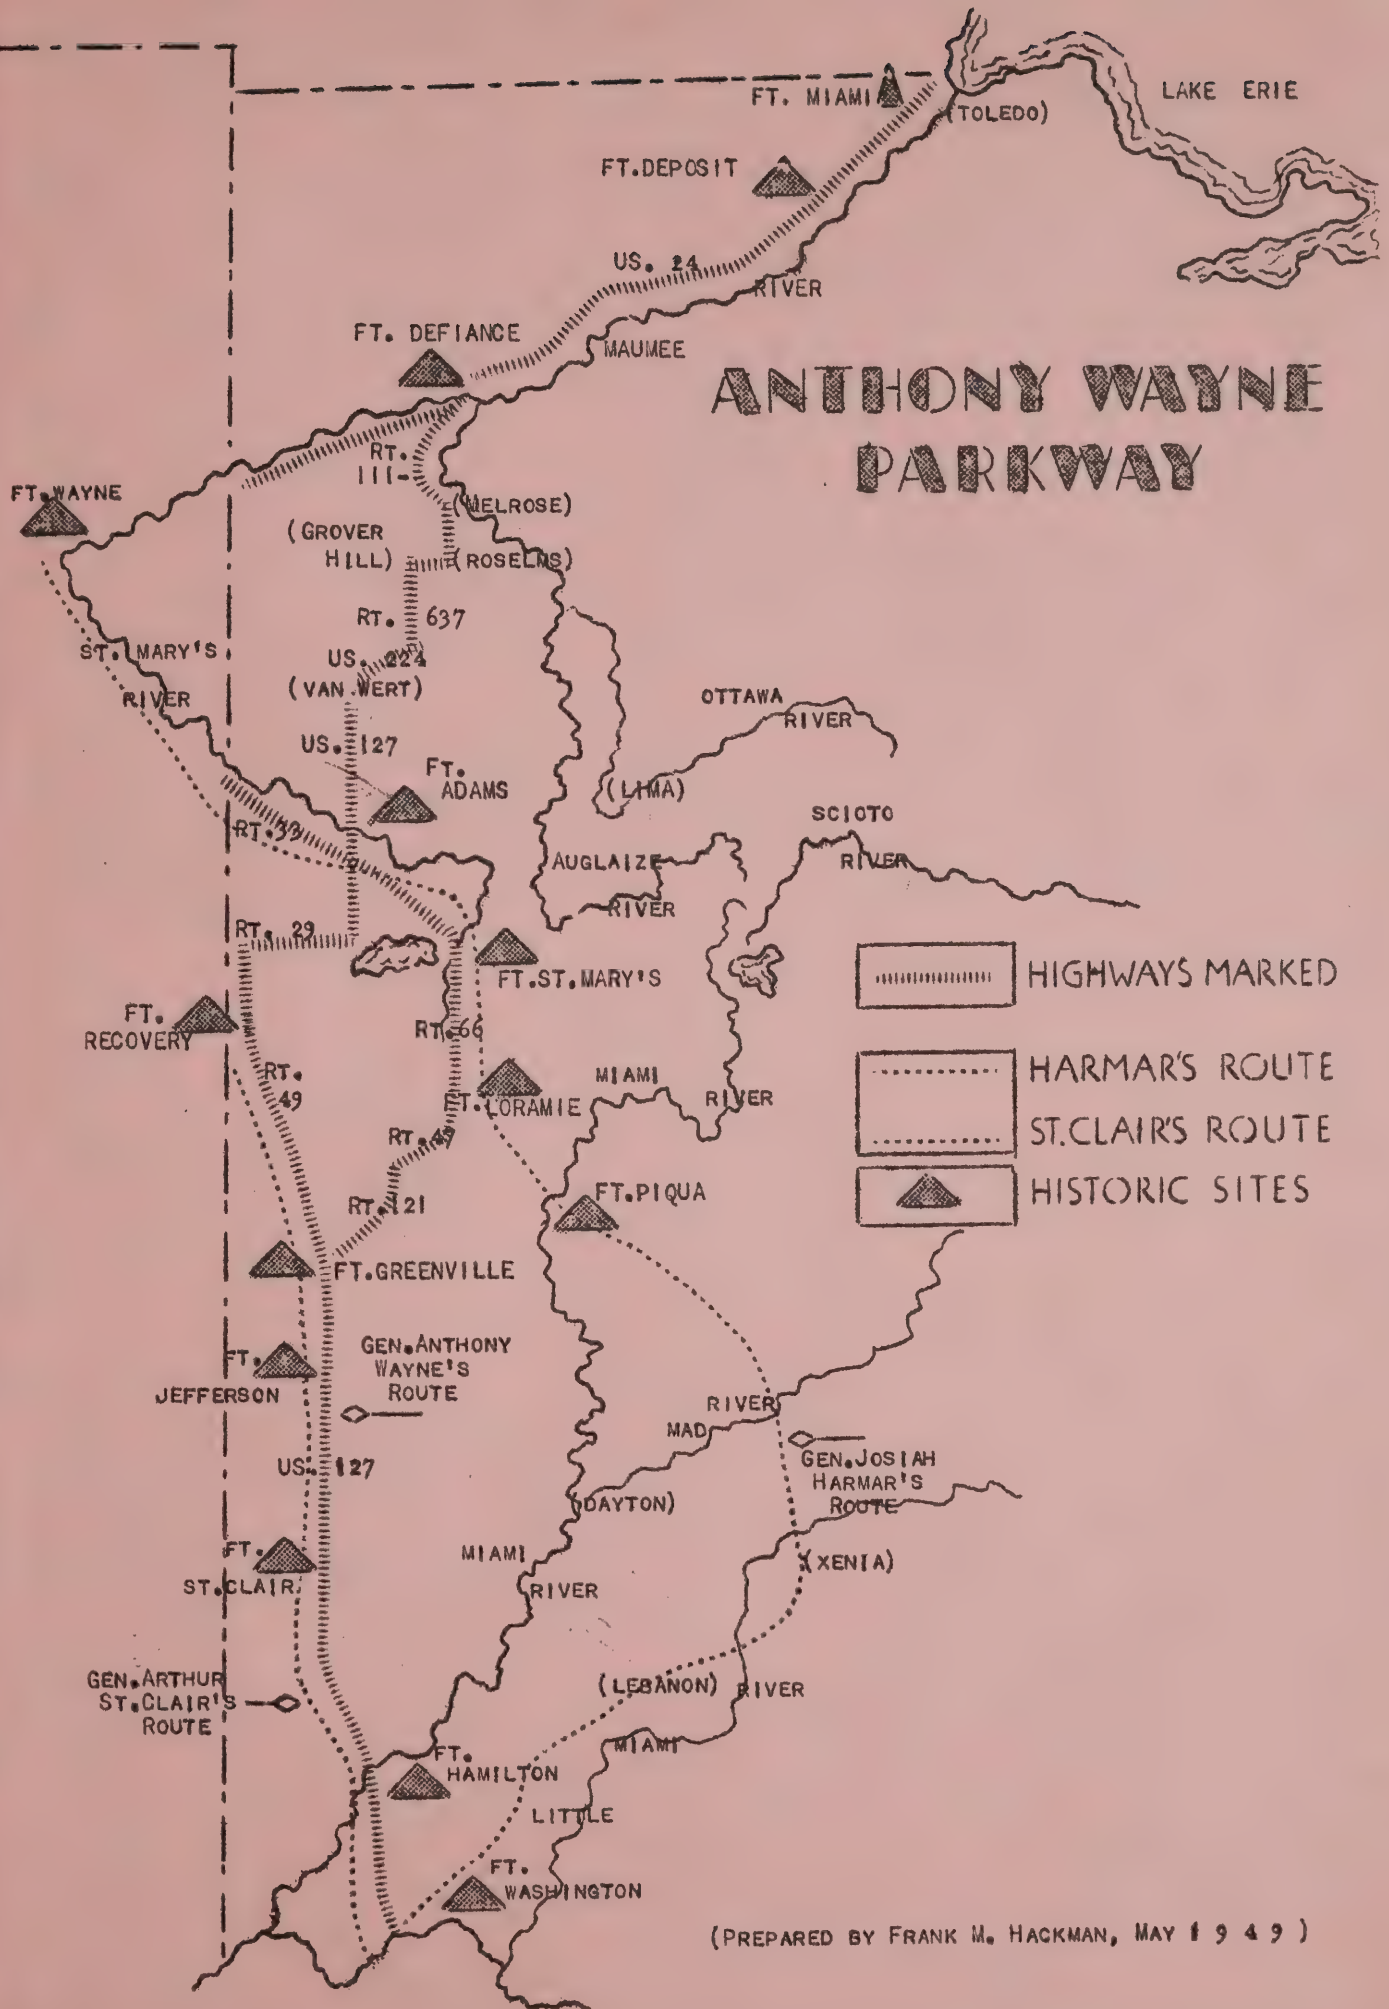 FT. MIAMI
LAKE ERIE
(TOLEDO)
FT.DEPOSIT
US. 24
RIVER
FT. DEFIANCE
MAUMEE
ANTHONY WAYNE
PARKWAY
RT.
111-
FT.WAYNE
(MELROSE)
(GROVER
HILL)
(ROSELMS)
RT. 637
ST. MARY'S
RIVER
US. 224
(VAN WERT)
OTTAWA
RIVER
US. 127
FT.
ADAMS
(LIMA)
SCIOTO
RIVER
RT.33
AUGLAIZE
RIVER
RT. 29
FT.ST.MARY'S
HIGHWAYS MARKED
FT.
RECOVERY
RT.66
HARMAR'S ROUTE
RT.
49
MIAMI
RIVER
FT.LORAMIE
ST.CLAIR'S ROUTE
RT.47
HISTORIC SITES
RT.121
FT.PIQUA
FT.GREENVILLE
GEN.ANTHONY
WAYNE'S
ROUTE
FT.
JEFFERSON
RIVER
MAD
GEN.JOSIAH
HARMAR'S
ROUTE
US. 127
(DAYTON)
FT.
ST.CLAIR
MIAMI
RIVER
(XENIA)
GEN.ARTHUR
ST.CLAIR'S
ROUTE
(LEBANON)
RIVER
MIAMI
FT.
HAMILTON
LITTLE
FT.
WASHINGTON
(PREPARED BY FRANK M. HACKMAN, MAY 1949)